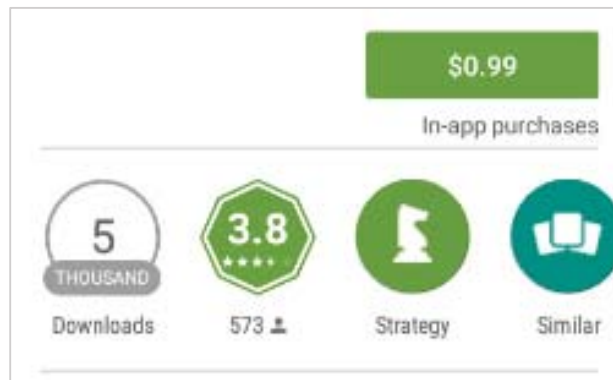 $0.99
In-app purchases
5
THOUSAND
Downloads
3.8
573
Strategy
Similar